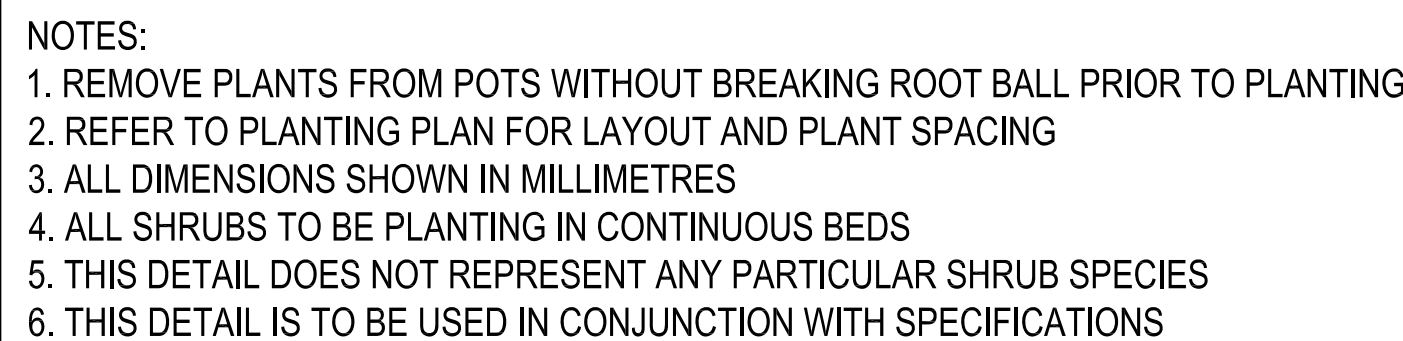 NOTES:
1. REMOVE PLANTS FROM POTS WITHOUT BREAKING ROOT BALL PRIOR TO PLANTING
2. REFER TO PLANTING PLAN FOR LAYOUT AND PLANT SPACING
3. ALL DIMENSIONS SHOWN IN MILLIMETRES
4. ALL SHRUBS TO BE PLANTING IN CONTINUOUS BEDS
5. THIS DETAIL DOES NOT REPRESENT ANY PARTICULAR SHRUB SPECIES
6. THIS DETAIL IS TO BE USED IN CONJUNCTION WITH SPECIFICATIONS